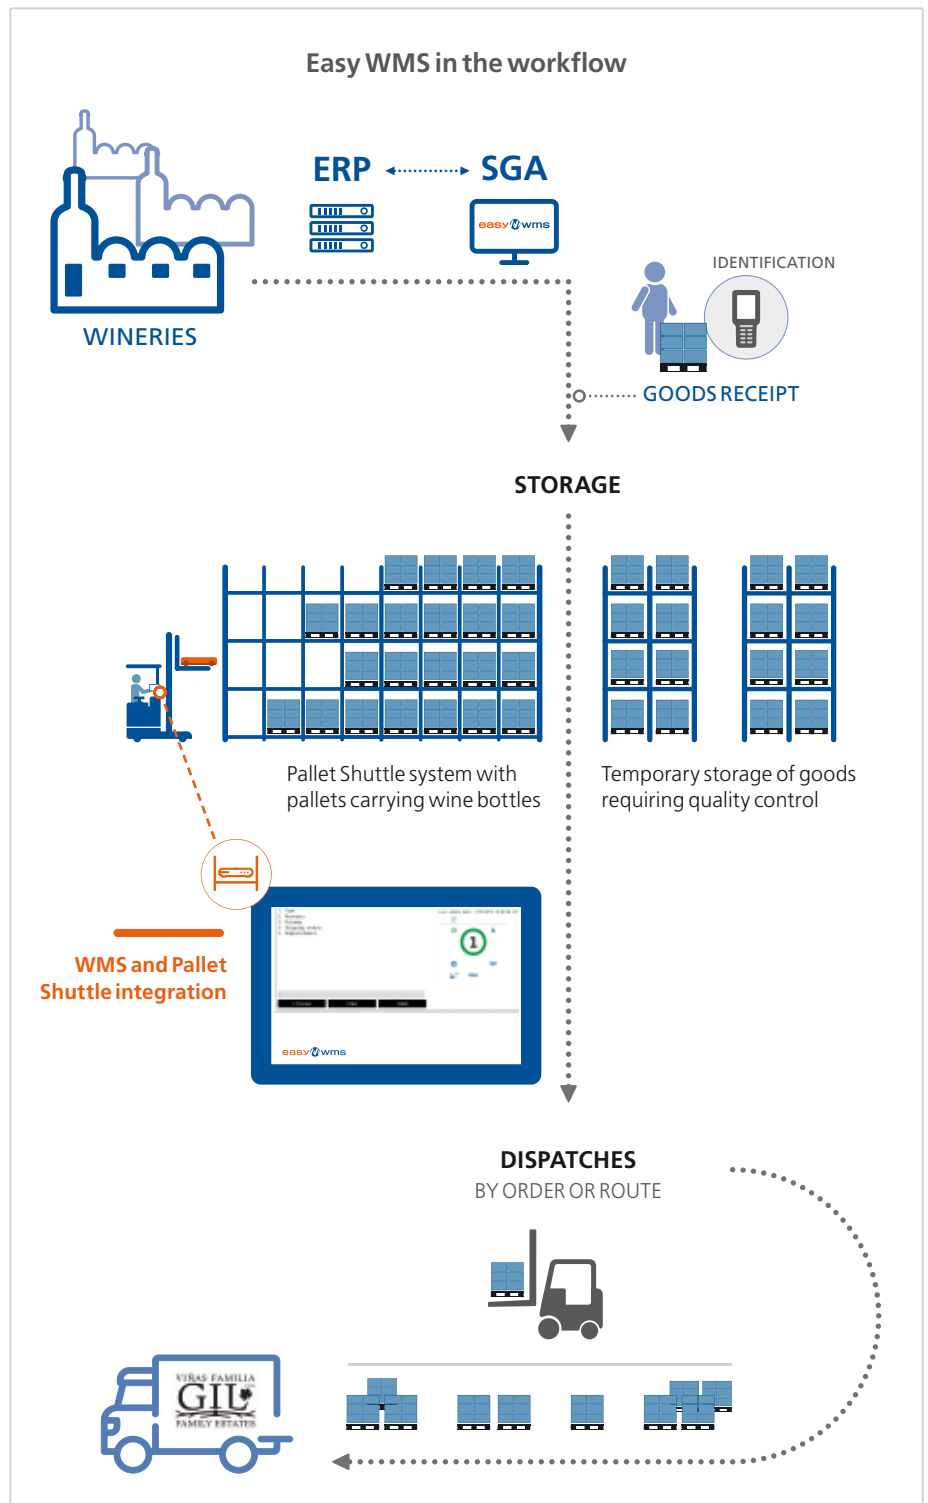 Easy WMS in the workflow
ERP
SGA
easy wms
IDENTIFICATION
WINERIES
GOODS RECEIPT
STORAGE
Pallet Shuttle system with
pallets carrying wine bottles
Temporary storage of goods
requiring quality control
1
WMS and Pallet
Shuttle integration
easy wms
DISPATCHES
BY ORDER OR ROUTE
VIÑAS FAMILIA
GIL
FAMILY ESTATES